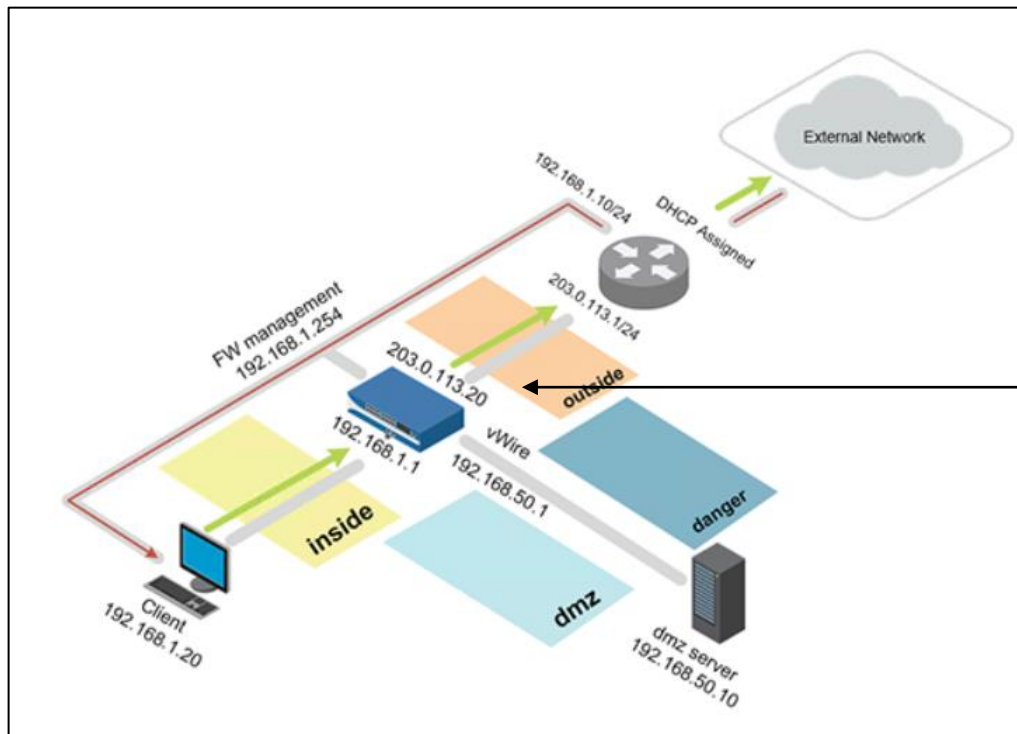 External Network
192.168.1.10/24
DHCP Assigned
203.0.113.1/24
FW management
192.168.1.254
203.0.113.20
outside
192.168.1.1
vWire
192.168.50.1
danger
inside
dmz
Client
192.168.1.20
dmz server
192.168.50.10